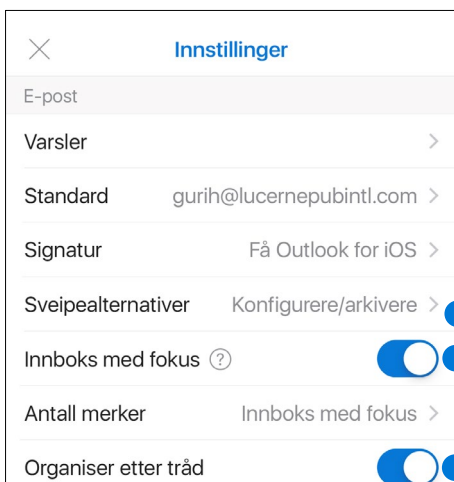 Innstillinger
E-post
Varsler
Standard gurih@lucernepubintl.com
Signatur Få Outlook for iOS
Sveipealternativer Konfigurere/arkivere
Innboks med fokus ?
Antall merker Innboks med fokus
Organiser etter tråd